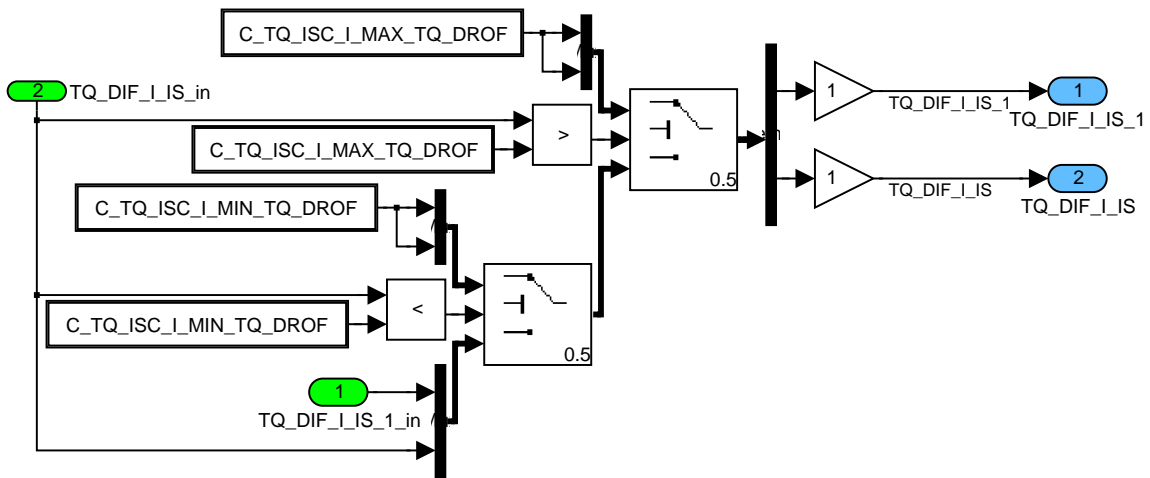 C_TQ_ISC_I_MAX_TQ_DROF
2
TQ_DIF_I_IS_in
>
C_TQ_ISC_I_MAX_TQ_DROF
0.5
1
TQ_DIF_I_IS_1
1
TQ_DIF_I_IS_1
1
TQ_DIF_I_IS
2
TQ_DIF_I_IS
C_TQ_ISC_I_MIN_TQ_DROF
<
C_TQ_ISC_I_MIN_TQ_DROF
0.5
1
TQ_DIF_I_IS_1_in